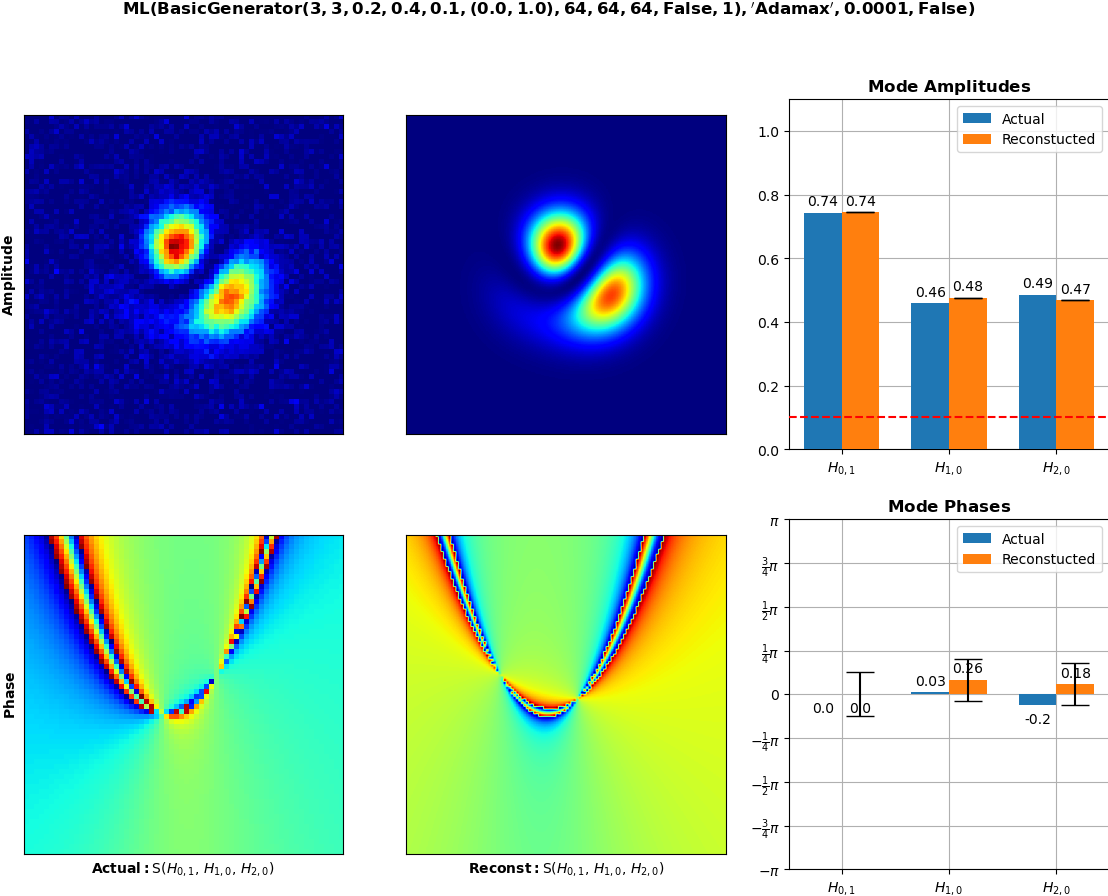 ML(BasicGenerator(3, 3, 0.2, 0.4, 0.1, (0.0, 1.0), 64, 64, 64, False, 1), ′Adamax′, 0.0001, False)
Amplitude
Mode Amplitudes
Actual
Reconstucted
1.0
0.8
0.6
0.4
0.2
0.0
0.74 0.74
0.46 0.48
0.49 0.47
H₀,₁ H₁,₀ H₂,₀
Phase
Actual: S(H₀,₁, H₁,₀, H₂,₀)
Reconst: S(H₀,₁, H₁,₀, H₂,₀)
Mode Phases
Actual
Reconstucted
π
3/4π
1/2π
1/4π
0
−1/4π
−1/2π
−3/4π
−π
0.0 0.0
0.03 0.26
-0.2 0.18
H₀,₁ H₁,₀ H₂,₀